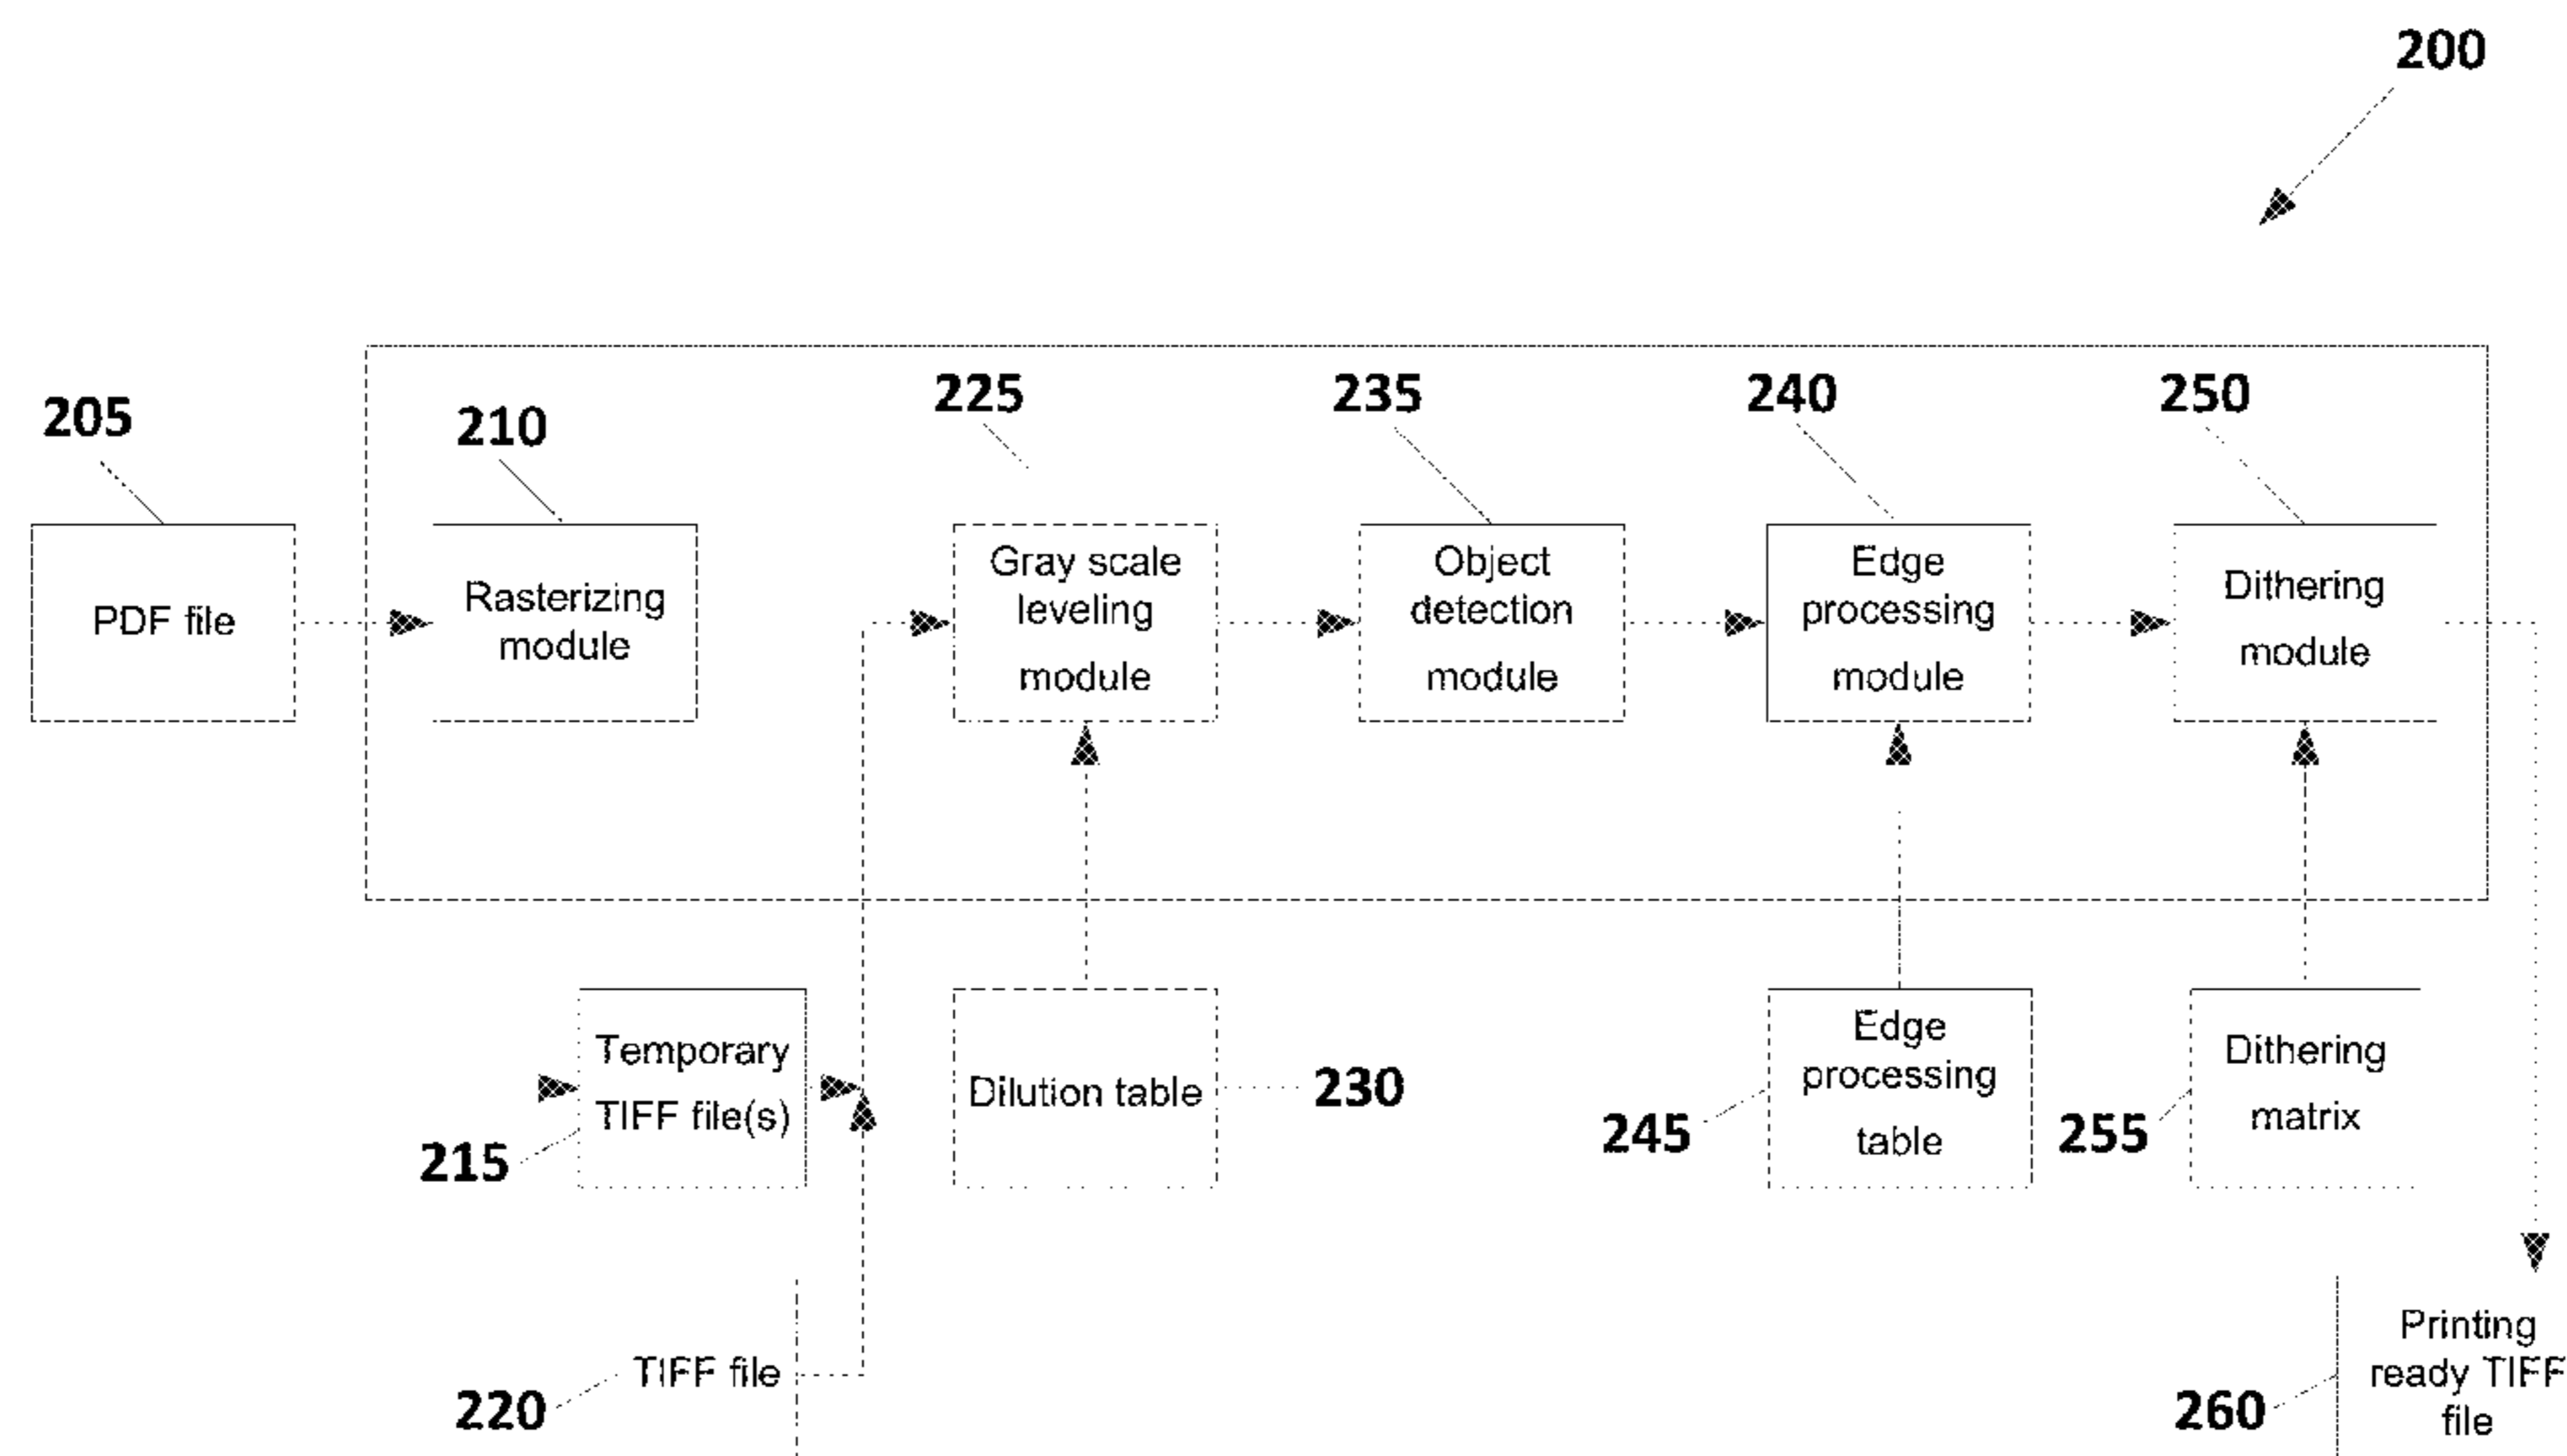 200
205
210
225
235
240
250
PDF file
Rasterizing
module
Gray scale
leveling
module
Object
detection
module
Edge
processing
module
Dithering
module
Temporary
TIFF file(s)
215
Dilution table
230
Edge
processing
table
245
Dithering
matrix
255
TIFF file
220
Printing
ready TIFF
file
260